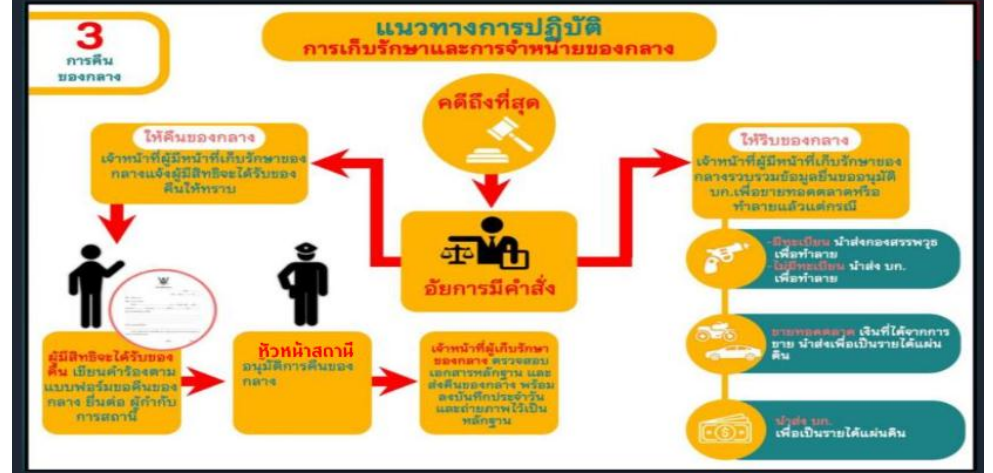 3
การคืน
ของกลาง
แนวทางการปฏิบัติ
การเก็บรักษาและการจำหน่ายของกลาง
คดีถึงที่สุด
อัยการมีคำสั่ง
ให้คืนของกลาง
เจ้าหน้าที่ผู้มีหน้าที่เก็บรักษาของ
กลางแจ้งผู้มีสิทธิจะได้รับของ
คืนให้ทราบ
ผู้มีสิทธิจะได้รับของ
คืน เขียนคำร้องตาม
แบบฟอร์มขอคืนของ
กลาง ยื่นต่อ ผู้กำกับ
การสถานี
หัวหน้าสถานี
อนุมัติการคืนของ
กลาง
เจ้าหน้าที่ผู้เก็บรักษา
ของกลาง ตรวจสอบ
เอกสารหลักฐาน และ
ส่งคืนของกลาง พร้อม
ลงบันทึกประจำวัน
และถ่ายภาพไว้เป็น
หลักฐาน
ให้ริบของกลาง
เจ้าหน้าที่ผู้มีหน้าที่เก็บรักษาของ
กลางรวบรวมข้อมูลยื่นขออนุมัติ
บก.เพื่อขายทอดตลาดหรือ
ทำลายแล้วแต่กรณี
-มีทะเบียน นำส่งกองสรรพาวุธ
เพื่อทำลาย
-ไม่มีทะเบียน นำส่ง บก.
เพื่อทำลาย
ขายทอดตลาด เงินที่ได้จากการ
ขาย นำส่งเพื่อเป็นรายได้แผ่น
ดิน
นำส่ง บก.
เพื่อเป็นรายได้แผ่นดิน